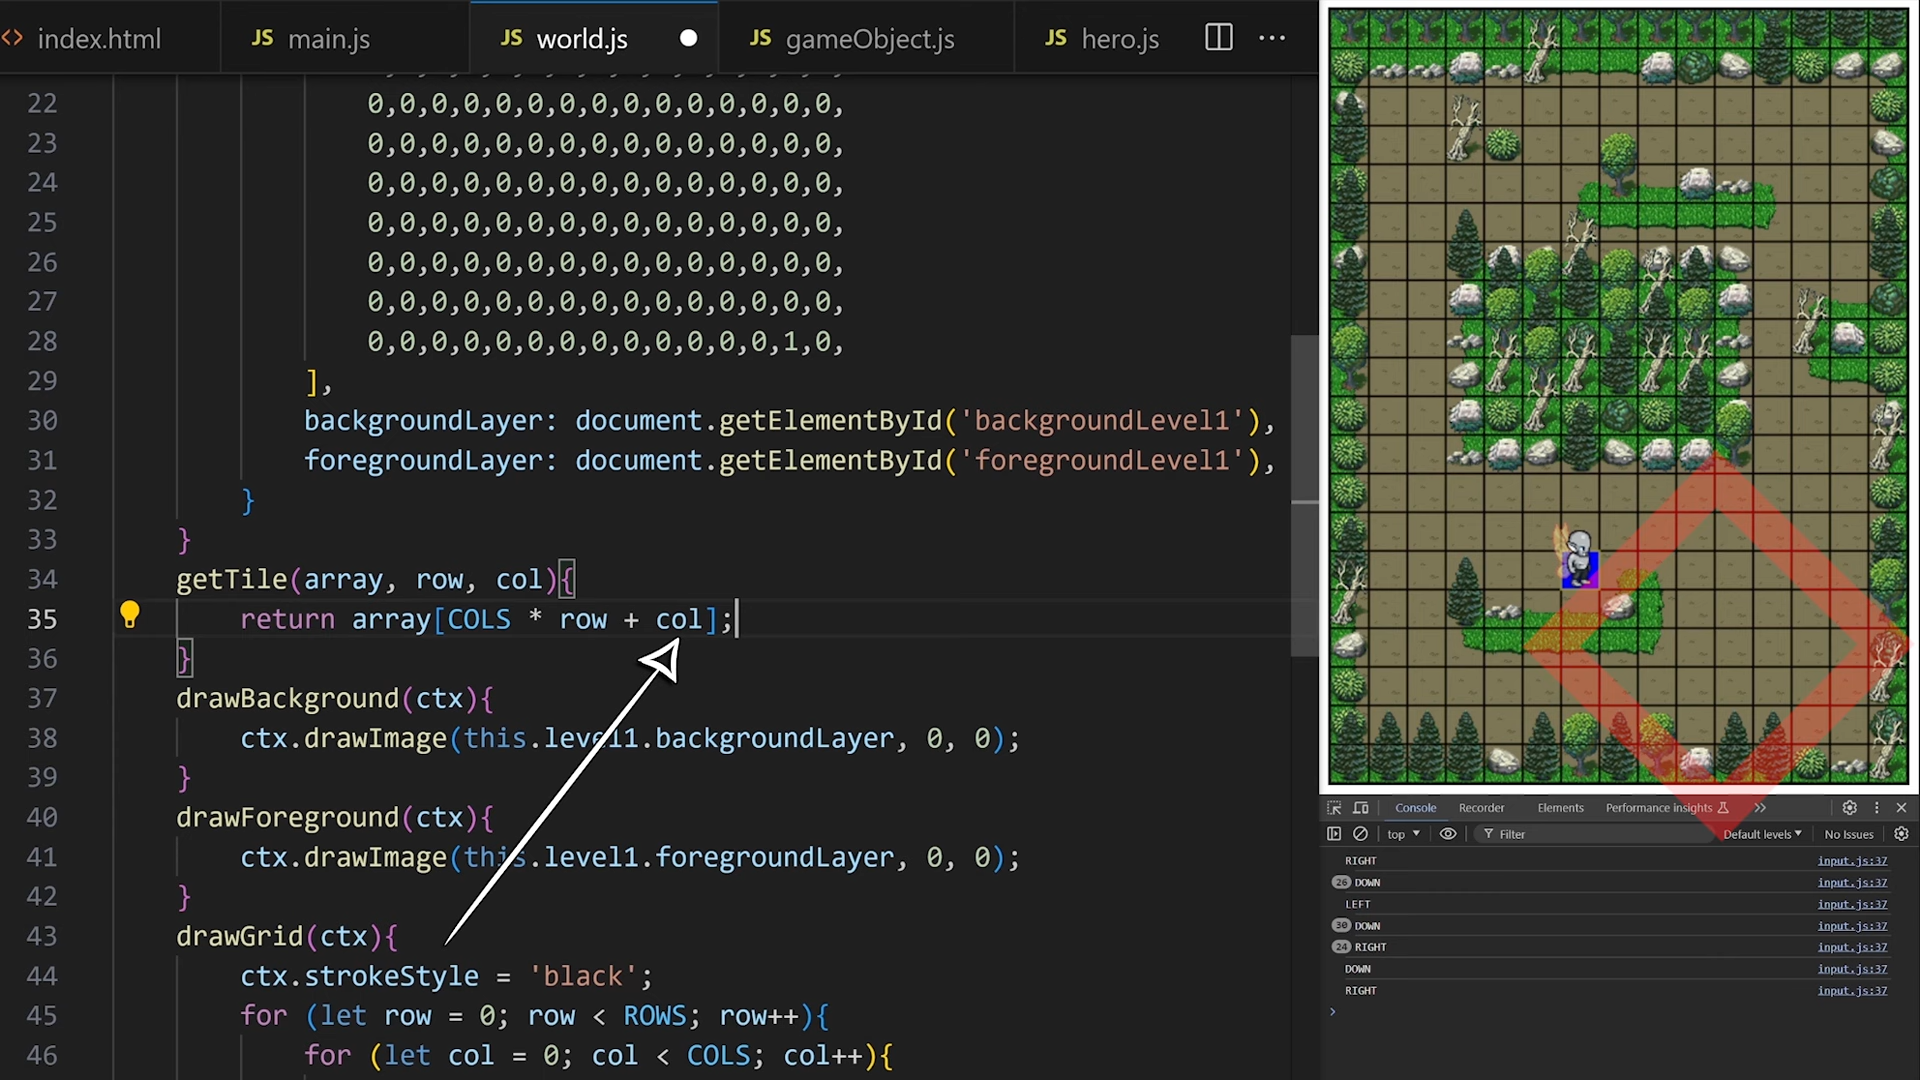 <> index.html JS main.js JS world.js JS gameObject.js JS hero.js ...
22 0,0,0,0,0,0,0,0,0,0,0,0,0,0,0,
23 0,0,0,0,0,0,0,0,0,0,0,0,0,0,0,
24 0,0,0,0,0,0,0,0,0,0,0,0,0,0,0,
25 0,0,0,0,0,0,0,0,0,0,0,0,0,0,0,
26 0,0,0,0,0,0,0,0,0,0,0,0,0,0,0,
27 0,0,0,0,0,0,0,0,0,0,0,0,0,0,0,
28 0,0,0,0,0,0,0,0,0,0,0,0,0,1,0,
29 ],
30 backgroundLayer: document.getElementById('backgroundLevel1'),
31 foregroundLayer: document.getElementById('foregroundLevel1'),
32 }
33 }
34 getTile(array, row, col){
35 return array[COLS * row + col];
36 }
37 drawBackground(ctx){
38 ctx.drawImage(this.level1.backgroundLayer, 0, 0);
39 }
40 drawForeground(ctx){
41 ctx.drawImage(this.level1.foregroundLayer, 0, 0);
42 }
43 drawGrid(ctx){
44 ctx.strokeStyle = 'black';
45 for (let row = 0; row < ROWS; row++){
46 for (let col = 0; col < COLS; col++){
Console Recorder Elements Performance insights
top Filter Default levels No Issues
RIGHT input.js:37
26 DOWN input.js:37
LEFT input.js:37
30 DOWN input.js:37
24 RIGHT input.js:37
DOWN input.js:37
RIGHT input.js:37